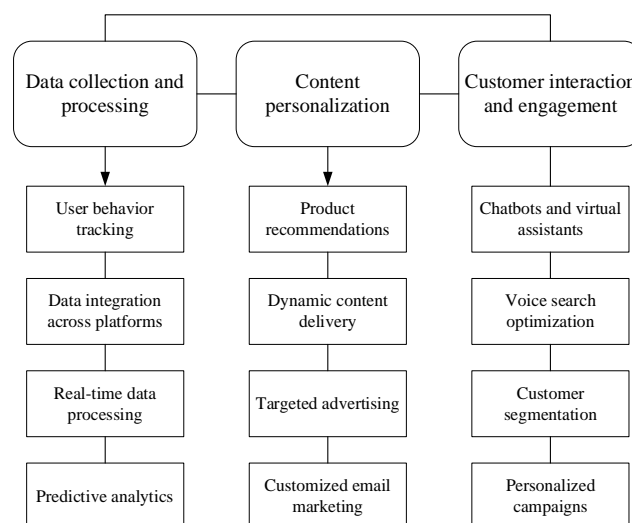 Data collection and
processing
Content
personalization
Customer interaction
and engagement
User behavior
tracking
Product
recommendations
Chatbots and virtual
assistants
Data integration
across platforms
Dynamic content
delivery
Voice search
optimization
Real-time data
processing
Targeted advertising
Customer
segmentation
Predictive analytics
Customized email
marketing
Personalized
campaigns